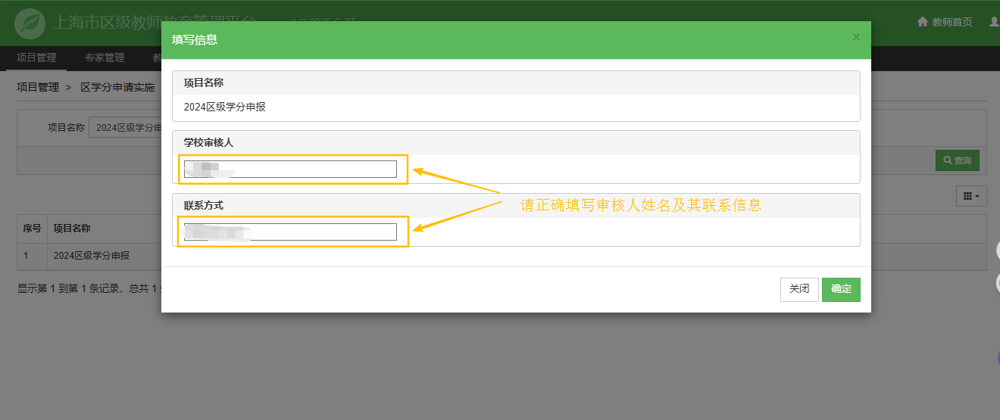 上海市区级教师教育管理平台
2025-6-27
教师首页
填写信息
×
项目管理
专家管理
教
项目管理 > 区学分申请实施
项目名称
2024区级学分申报
项目名称 2024区级学分申
学校审核人
查询
联系方式
请正确填写审核人姓名及其联系信息
序号 项目名称
1 2024区级学分申报
显示第 1 到第 1 条记录，总共 1
关闭 确定